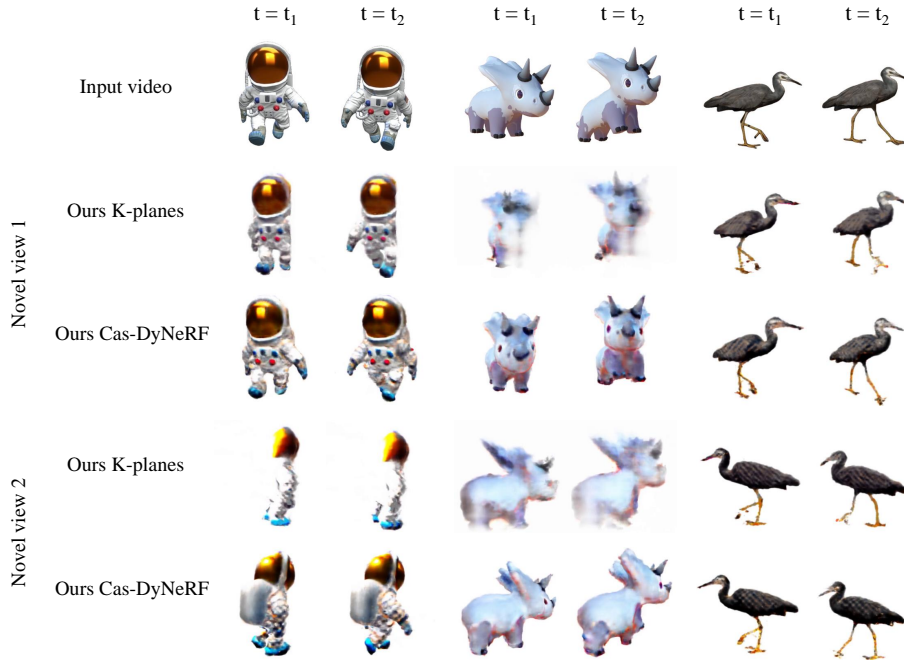 t = t₁ t = t₂ t = t₁ t = t₂ t = t₁ t = t₂
Input video
Novel view 1
Ours K-planes
Ours Cas-DyNeRF
Novel view 2
Ours K-planes
Ours Cas-DyNeRF